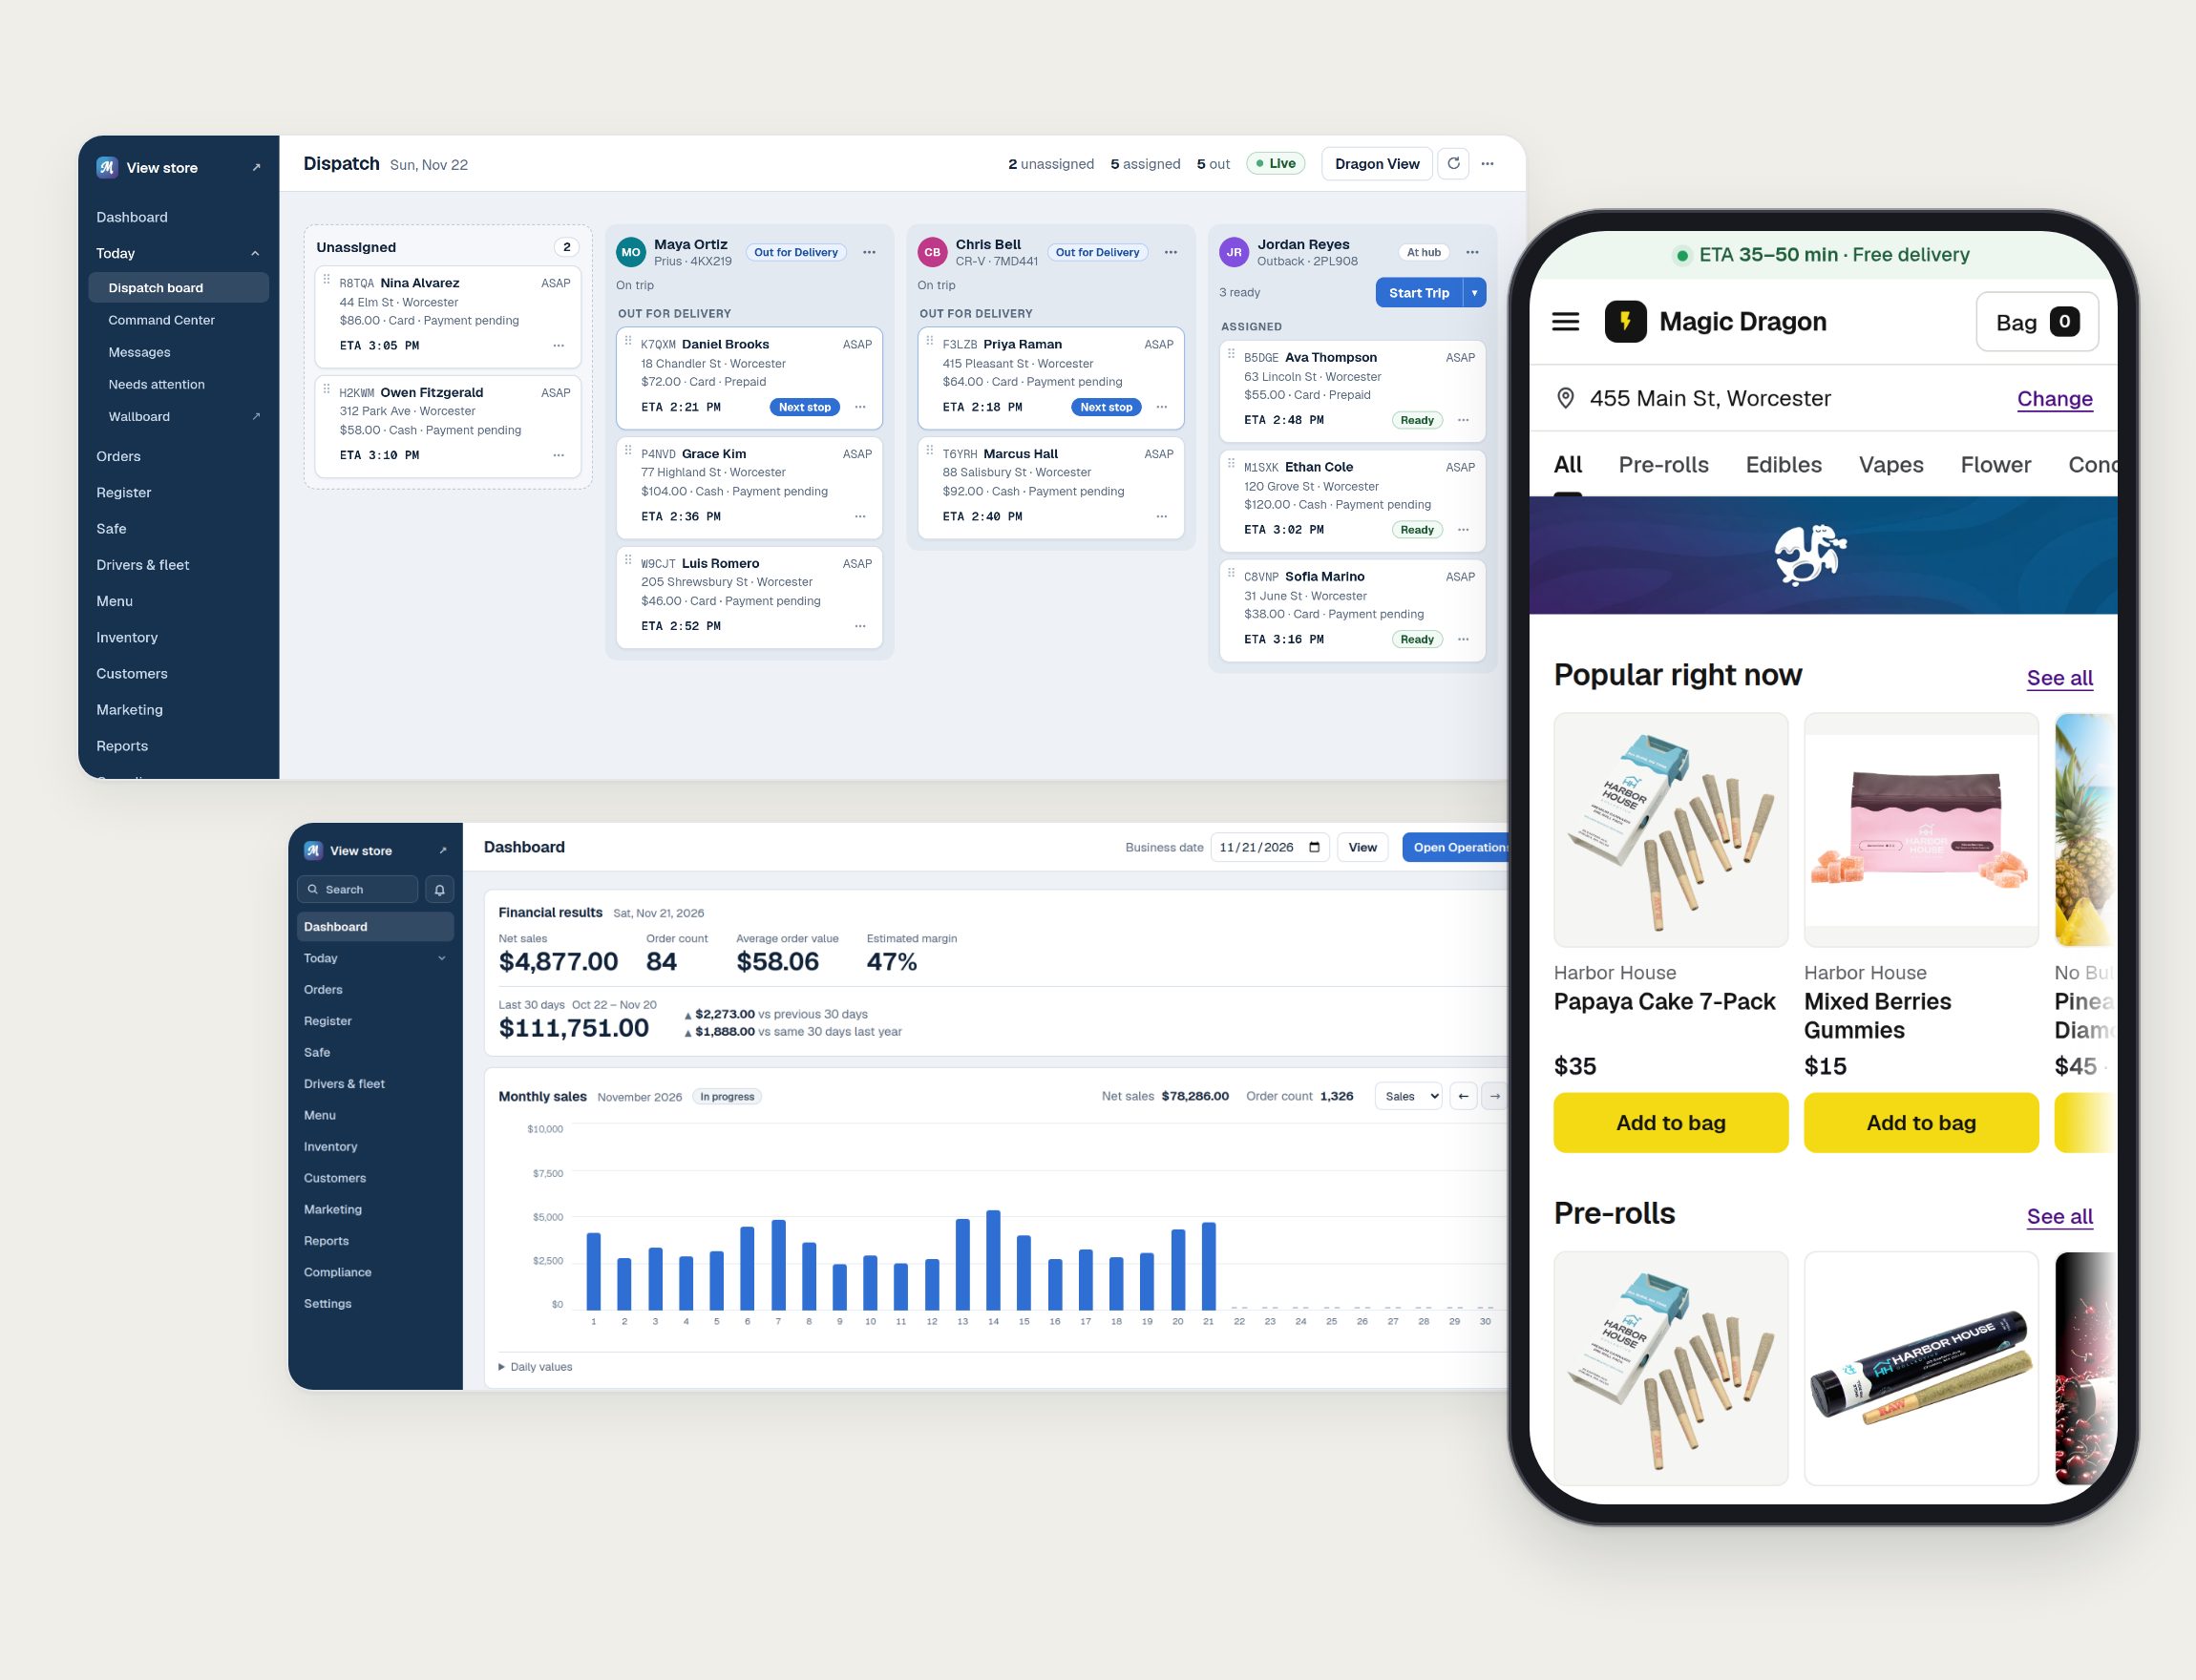 View store ↗
Dashboard
Today
Dispatch board
Command Center
Messages
Needs attention
Wallboard ↗
Orders
Register
Safe
Drivers & fleet
Menu
Inventory
Customers
Marketing
Reports
Dispatch Sun, Nov 22
2 unassigned 5 assigned 5 out Live Dragon View ...
Unassigned 2
R8TQA Nina Alvarez ASAP
44 Elm St · Worcester
$86.00 · Card · Payment pending
ETA 3:05 PM ...
H2KWM Owen Fitzgerald ASAP
312 Park Ave · Worcester
$58.00 · Cash · Payment pending
ETA 3:10 PM ...
MO Maya Ortiz Out for Delivery ...
Prius · 4KX219
On trip
OUT FOR DELIVERY
K7QXM Daniel Brooks ASAP
18 Chandler St · Worcester
$72.00 · Card · Prepaid
ETA 2:21 PM Next stop ...
P4NVD Grace Kim ASAP
77 Highland St · Worcester
$104.00 · Cash · Payment pending
ETA 2:36 PM ...
W9CJT Luis Romero ASAP
205 Shrewsbury St · Worcester
$46.00 · Card · Payment pending
ETA 2:52 PM ...
CB Chris Bell Out for Delivery ...
CR-V · 7MD441
On trip
OUT FOR DELIVERY
F3LZB Priya Raman ASAP
415 Pleasant St · Worcester
$64.00 · Card · Payment pending
ETA 2:18 PM Next stop ...
T6YRH Marcus Hall ASAP
88 Salisbury St · Worcester
$92.00 · Cash · Payment pending
ETA 2:40 PM ...
JR Jordan Reyes At hub ...
Outback · 2PL908
3 ready Start Trip
ASSIGNED
B5DGE Ava Thompson ASAP
63 Lincoln St · Worcester
$55.00 · Card · Prepaid
ETA 2:48 PM Ready ...
M1SXK Ethan Cole ASAP
120 Grove St · Worcester
$120.00 · Cash · Payment pending
ETA 3:02 PM Ready ...
C8VNP Sofia Marino ASAP
31 June St · Worcester
$38.00 · Card · Payment pending
ETA 3:16 PM Ready ...
View store ↗
Search
Dashboard
Today
Orders
Register
Safe
Drivers & fleet
Menu
Inventory
Customers
Marketing
Reports
Compliance
Settings
Dashboard
Business date 11/21/2026 View Open Operations
Financial results Sat, Nov 21, 2026
Net sales Order count Average order value Estimated margin
$4,877.00 84 $58.06 47%
Last 30 days Oct 22 – Nov 20
$111,751.00
▲ $2,273.00 vs previous 30 days
▲ $1,888.00 vs same 30 days last year
Monthly sales November 2026 In progress
Net sales $78,286.00 Order count 1,326 Sales ← →
$10,000
$7,500
$5,000
$2,500
$0
1 2 3 4 5 6 7 8 9 10 11 12 13 14 15 16 17 18 19 20 21 22 23 24 25 26 27 28 29 30
▶ Daily values
ETA 35–50 min · Free delivery
Magic Dragon
Bag 0
455 Main St, Worcester Change
All Pre-rolls Edibles Vapes Flower Conc
Popular right now See all
HARBOR
HOUSE
HARBOR
HOUSE
Harbor House
Papaya Cake 7-Pack
$35
Add to bag
Harbor House
Mixed Berries
Gummies
$15
Add to bag
No Bu
Pinea
Diam
$45 ·
Pre-rolls See all
HARBOR
HOUSE
HARBOR HOUSE
RAW